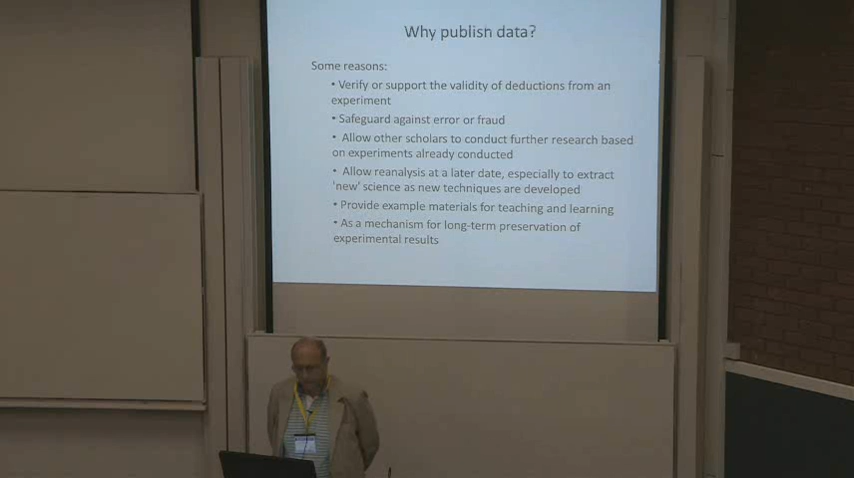 Why publish data?
Some reasons:
• Verify or support the validity of deductions from an
experiment
• Safeguard against error or fraud
• Allow other scholars to conduct further research based
on experiments already conducted
• Allow reanalysis at a later date, especially to extract
'new' science as new techniques are developed
• Provide example materials for teaching and learning
• As a mechanism for long-term preservation of
experimental results